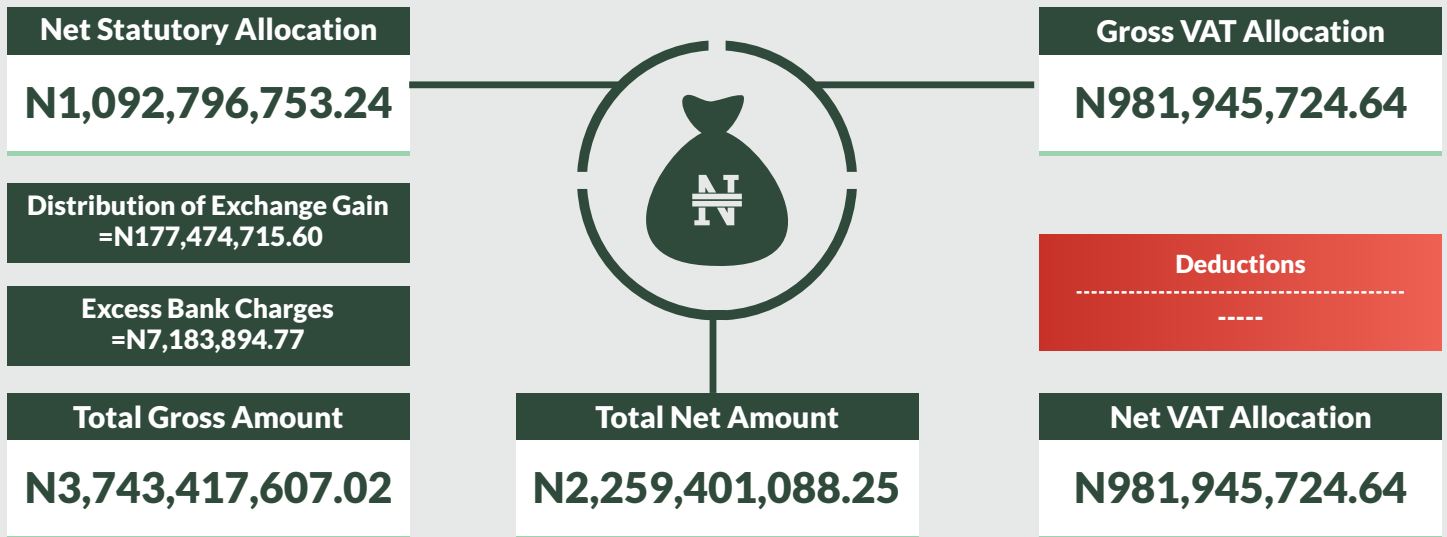 Net Statutory Allocation
N1,092,796,753.24
Distribution of Exchange Gain
=N177,474,715.60
Excess Bank Charges
=N7,183,894.77
Total Gross Amount
N3,743,417,607.02
₦
Total Net Amount
N2,259,401,088.25
Gross VAT Allocation
N981,945,724.64
Deductions
--------------------------------------------
-----
Net VAT Allocation
N981,945,724.64